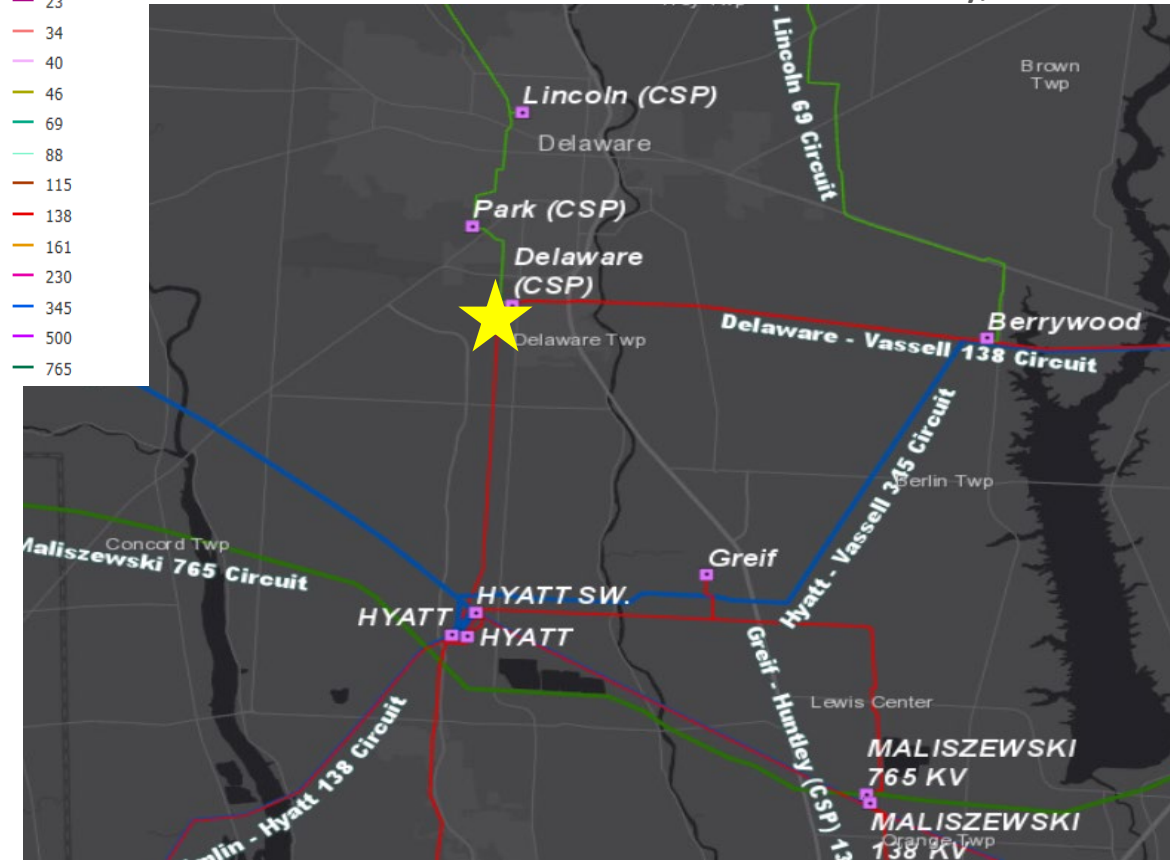 34
40
46
69
88
115
138
161
230
345
500
765
Lincoln 69 Circuit
Brown
Twp
Lincoln (CSP)
Delaware
Park (CSP)
Delaware
(CSP)
Delaware Twp
Berrywood
Delaware - Vassell 138 Circuit
Hyatt - Vassell 345 Circuit
Berlin Twp
Concord Twp
Maliszewski 765 Circuit
Greif
HYATT SW.
HYATT
HYATT
Greif - Huntley (CSP)
Lewis Center
MALISZEWSKI
765 KV
MALISZEWSKI
138 KV
Orange Twp
Hyatt 138 Circuit